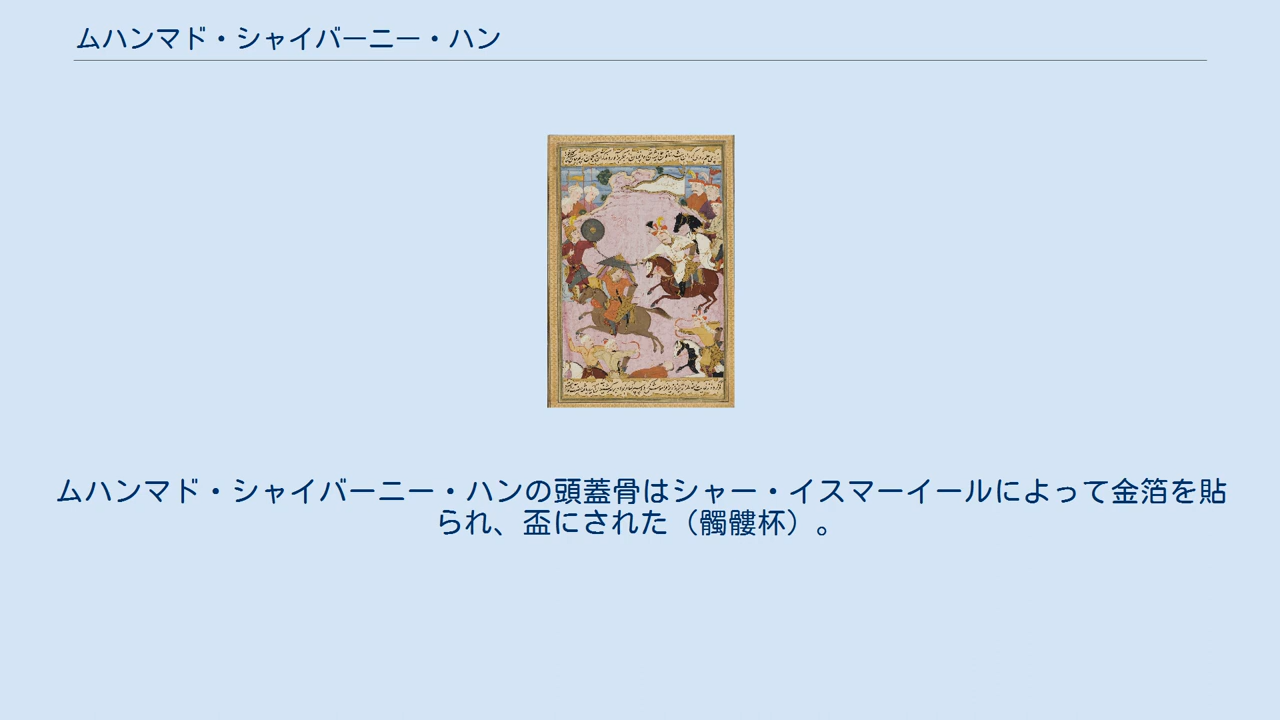 ムハンマド・シャイバーニー・ハン
ムハンマド・シャイバーニー・ハンの頭蓋骨はシャー・イスマーイールによって金箔を貼
られ、盃にされた（髑髏杯）。